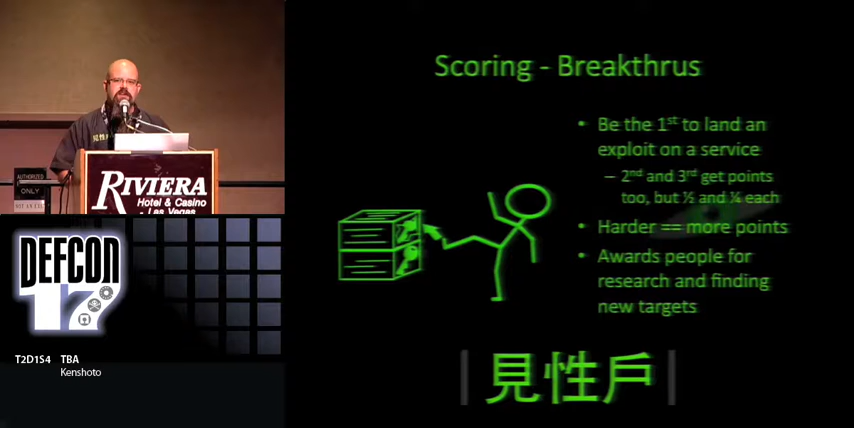 Scoring - Breakthrus
• Be the 1st to land an
exploit on a service
– 2nd and 3rd get points
too, but ½ and ¼ each
• Harder == more points
• Awards people for
research and finding
new targets
見性戶
AUTHORIZED
ONLY
RIVIERA
Hotel & Casino
Las Vegas
DEFCON
17
T2D1S4 TBA
Kenshoto